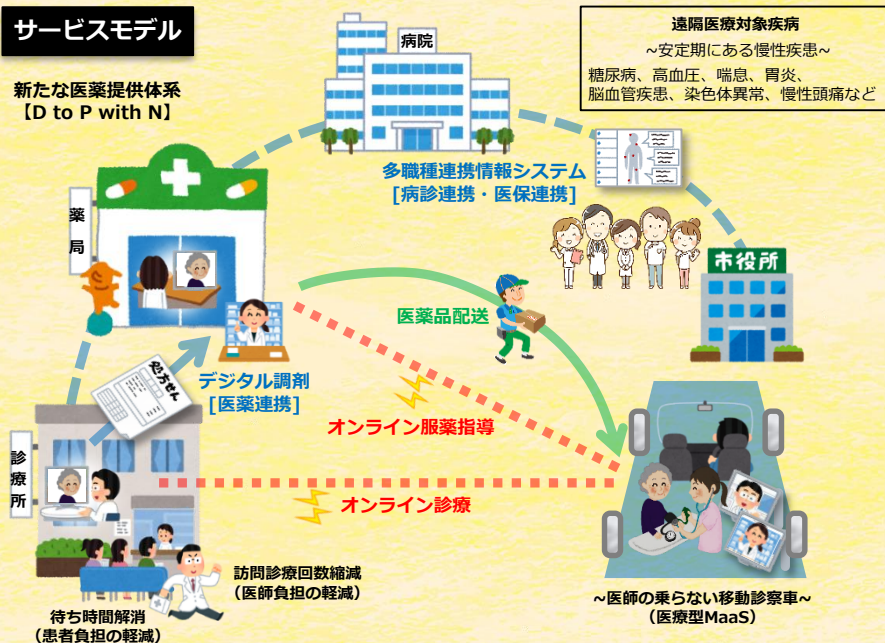 サービスモデル
新たな医薬提供体系
【D to P with N】
病院
遠隔医療対象疾病
~安定期にある慢性疾患~
糖尿病、高血圧、喘息、胃炎、
脳血管疾患、染色体異常、慢性頭痛など
多職種連携情報システム
[病診連携・医保連携]
薬局
市役所
医薬品配送
処方せん
デジタル調剤
[医薬連携]
オンライン服薬指導
診療所
オンライン診療
訪問診療回数縮減
（医師負担の軽減）
待ち時間解消
（患者負担の軽減）
~医師の乗らない移動診察車~
（医療型MaaS）